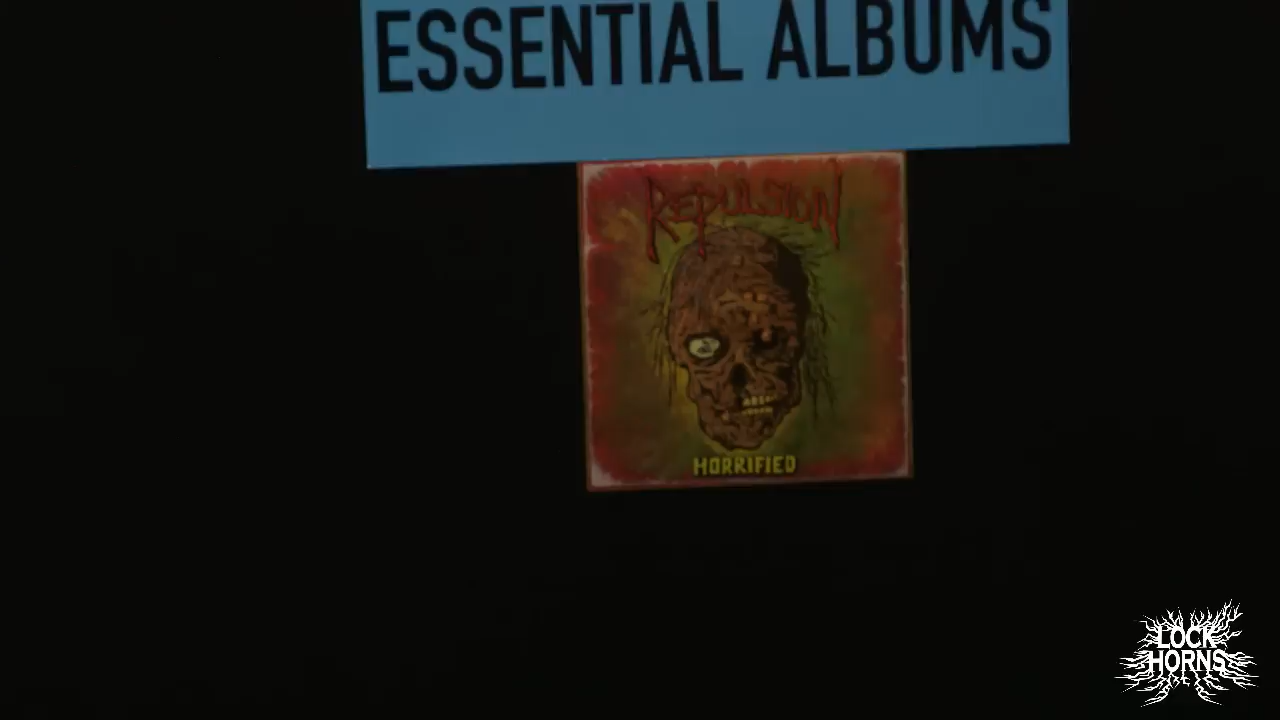 ESSENTIAL ALBUMS
REPULSION
HORRIFIED
LOCK
HORNS